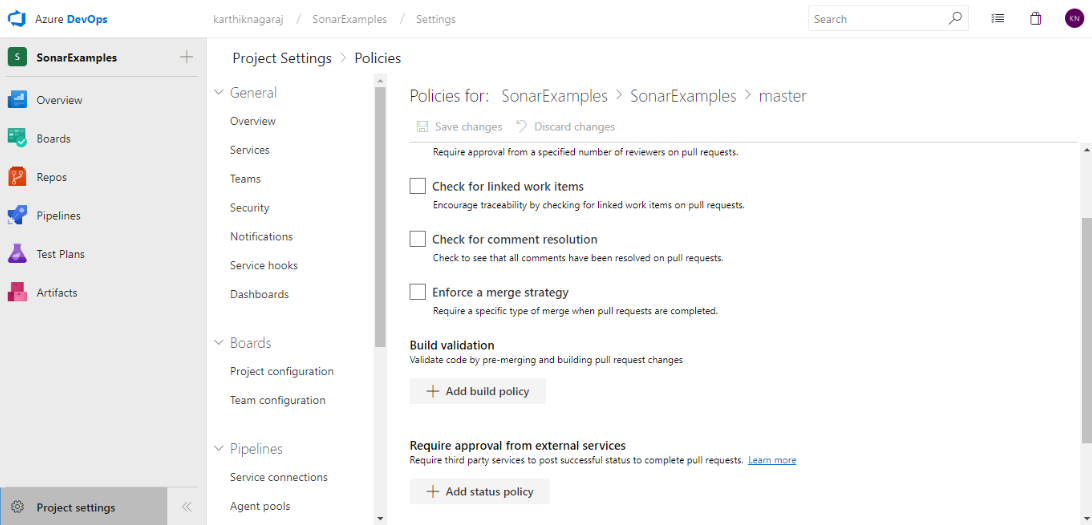 Azure DevOps
karthiknagaraj / SonarExamples / Settings
Search
KN
S SonarExamples
Overview
Boards
Repos
Pipelines
Test Plans
Artifacts
Project settings
Project Settings > Policies
General
Overview
Services
Teams
Security
Notifications
Service hooks
Dashboards
Boards
Project configuration
Team configuration
Pipelines
Service connections
Agent pools
Policies for: SonarExamples > SonarExamples > master
Save changes Discard changes
Require approval from a specified number of reviewers on pull requests.
Check for linked work items
Encourage traceability by checking for linked work items on pull requests.
Check for comment resolution
Check to see that all comments have been resolved on pull requests.
Enforce a merge strategy
Require a specific type of merge when pull requests are completed.
Build validation
Validate code by pre-merging and building pull request changes
Add build policy
Require approval from external services
Require third party services to post successful status to complete pull requests. Learn more
Add status policy